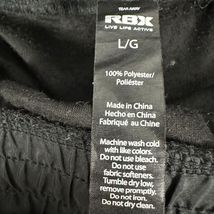 TEAR AWAY
RBX
LIVE LIFE ACTIVE
L/G
100% Polyester/
Poliéster
Made in China
Hecho en China
Fabriqué au China
Machine wash cold
with like colors.
Do not use bleach.
Do not use
fabric softeners.
Tumble dry low,
remove promptly.
Do not iron.
Do not dry clean.